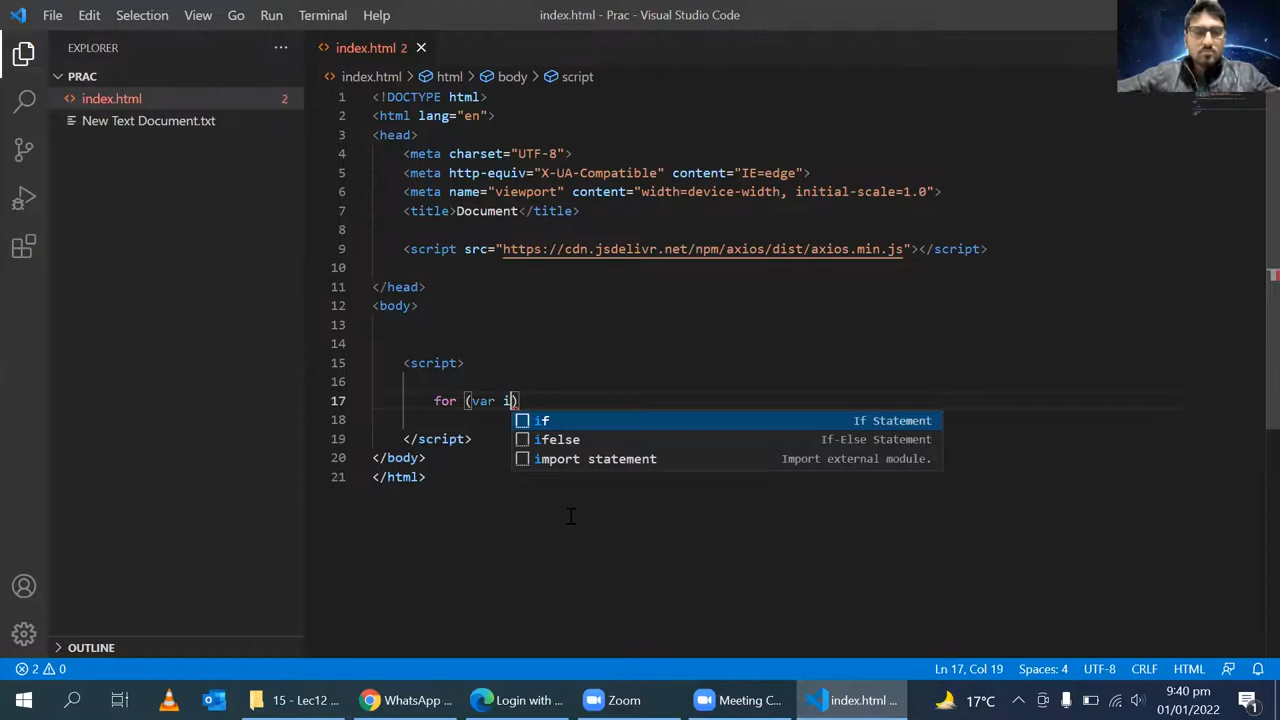 File Edit Selection View Go Run Terminal Help
index.html - Prac - Visual Studio Code
EXPLORER
PRAC
index.html 2
New Text Document.txt
OUTLINE
index.html 2
index.html > html > body > script
1 <!DOCTYPE html>
2 <html lang="en">
3 <head>
4 <meta charset="UTF-8">
5 <meta http-equiv="X-UA-Compatible" content="IE=edge">
6 <meta name="viewport" content="width=device-width, initial-scale=1.0">
7 <title>Document</title>
8
9 <script src="https://cdn.jsdelivr.net/npm/axios/dist/axios.min.js"></script>
10
11 </head>
12 <body>
13
14
15 <script>
16
17 for (var i)
if If Statement
ifelse If-Else Statement
import statement Import external module.
18
19 </script>
20 </body>
21 </html>
2 0 Ln 17, Col 19 Spaces: 4 UTF-8 CRLF HTML
15 - Lec12 ... WhatsApp ... Login with ... Zoom Meeting C... index.html ... 17°C 9:40 pm
01/01/2022 1